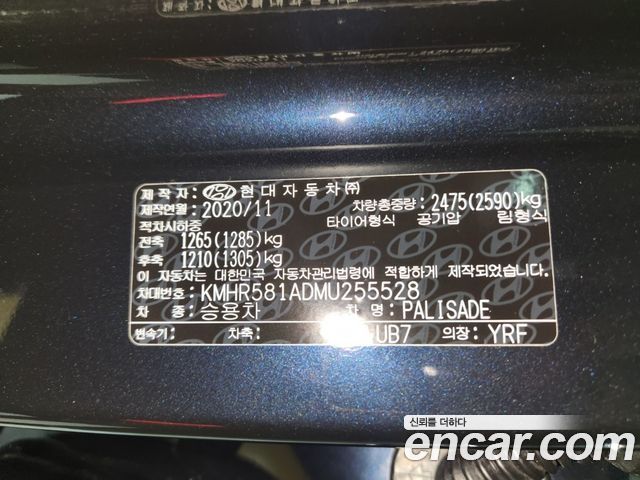 제 작 자: 현대자동차㈜
제작연월: 2020/11 차량총중량: 2475(2590)kg
적차시하중 타이어형식 공기압 림형식
전축 1265(1285)kg
후축 1210(1305)kg
이 자동차는 대한민국 자동차관리법령에 적합하게 제작되었습니다.
차대번호: KMHR581ADMU255528
차 종: 승용차 차 명: PALISADE
변속기: 차축: UB7 의장: YRF
신뢰를 더하다
encar.com